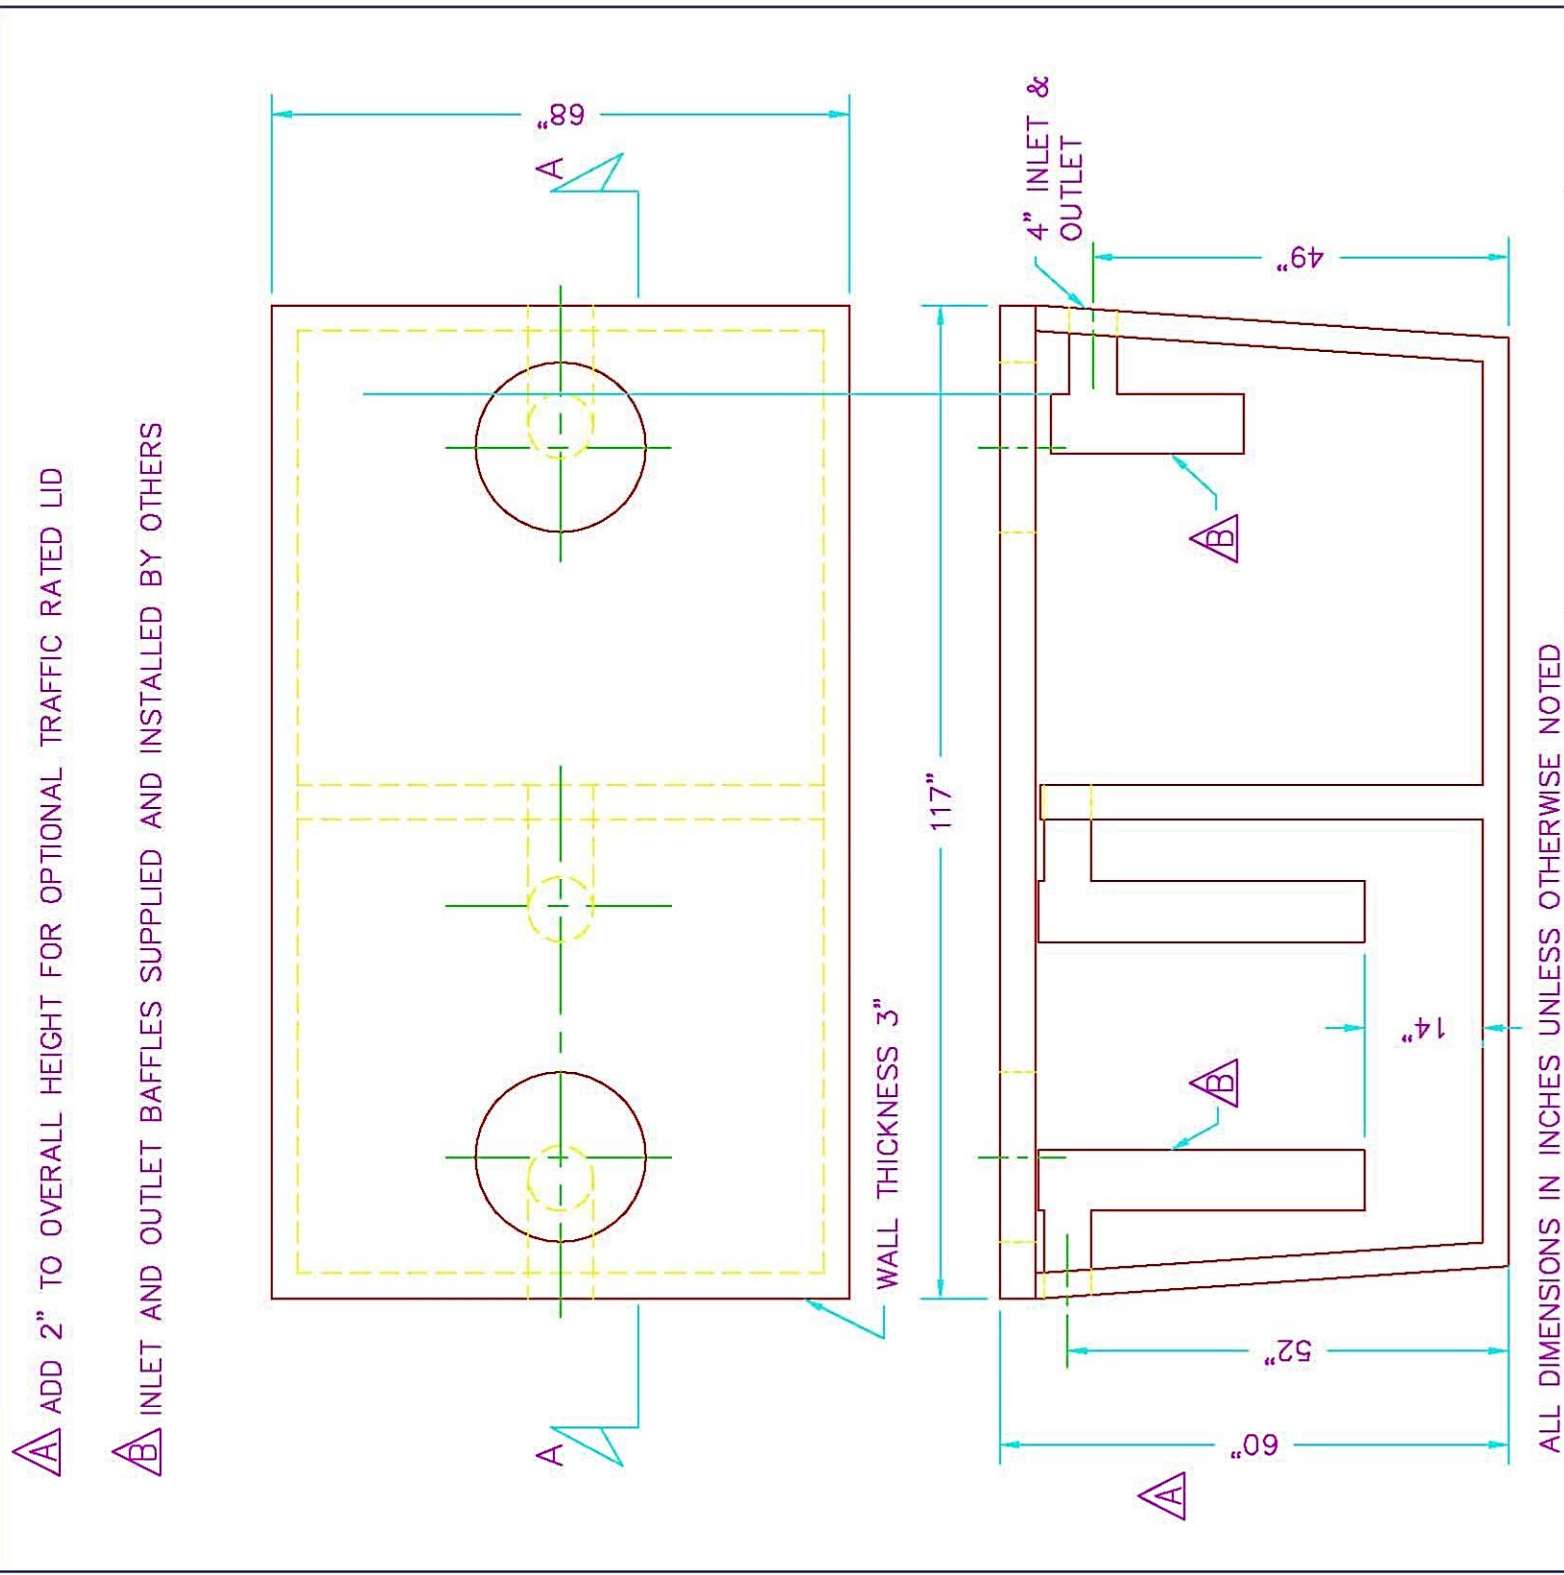 A ADD 2" TO OVERALL HEIGHT FOR OPTIONAL TRAFFIC RATED LID
B INLET AND OUTLET BAFFLES SUPPLIED AND INSTALLED BY OTHERS
A
A
68"
WALL THICKNESS 3"
117"
4" INLET &
OUTLET
49"
52"
60"
A
14"
B
B
ALL DIMENSIONS IN INCHES UNLESS OTHERWISE NOTED